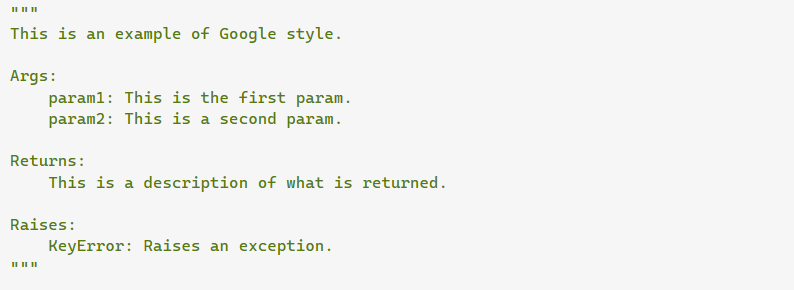 """
This is an example of Google style.

Args:
    param1: This is the first param.
    param2: This is a second param.

Returns:
    This is a description of what is returned.

Raises:
    KeyError: Raises an exception.
"""